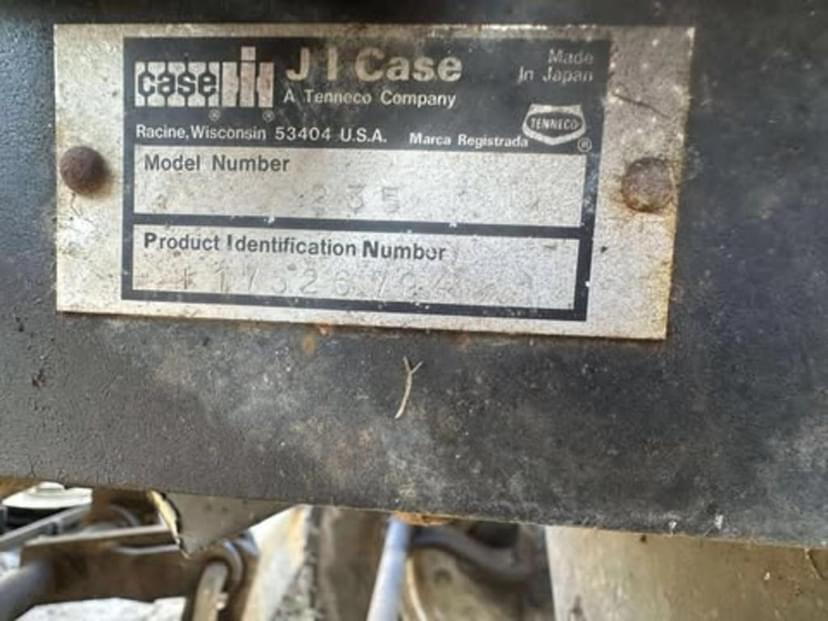 case IH
J I Case
Made
In Japan
A Tenneco Company
TENNECO
Racine, Wisconsin 53404 U.S.A.
Marca Registrada
Model Number
235
Product Identification Number